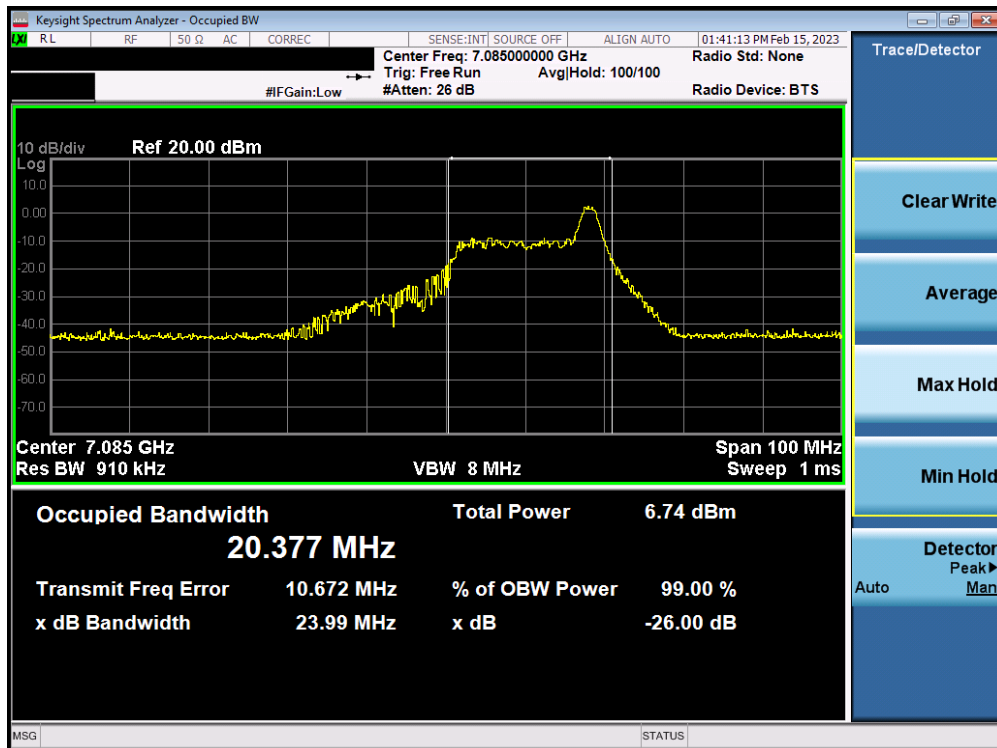 Keysight Spectrum Analyzer - Occupied BW
LXI RL RF 50 Ω AC CORREC SENSE:INT SOURCE OFF ALIGN AUTO 01:41:13 PM Feb 15, 2023
Center Freq: 7.085000000 GHz Radio Std: None
Trig: Free Run Avg|Hold: 100/100
#IFGain:Low #Atten: 26 dB Radio Device: BTS
Trace/Detector
10 dB/div Ref 20.00 dBm
Log
10.0
0.00
-10.0
-20.0
-30.0
-40.0
-50.0
-60.0
-70.0
Center 7.085 GHz Span 100 MHz
Res BW 910 kHz VBW 8 MHz Sweep 1 ms
Occupied Bandwidth Total Power 6.74 dBm
20.377 MHz
Transmit Freq Error 10.672 MHz % of OBW Power 99.00 %
x dB Bandwidth 23.99 MHz x dB -26.00 dB
Clear Write
Average
Max Hold
Min Hold
Detector
Peak▶
Auto Man
MSG STATUS